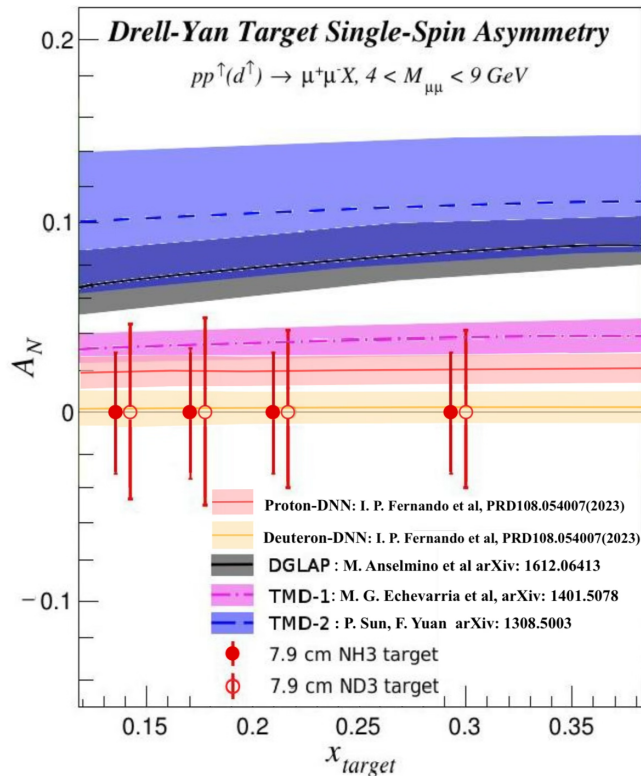 Drell-Yan Target Single-Spin Asymmetry
pp↑(d↑) → μ⁺μ⁻X, 4 < Mμμ < 9 GeV
0.2
0.1
0
−0.1
A_N
Proton-DNN: I. P. Fernando et al, PRD108.054007(2023)
Deuteron-DNN: I. P. Fernando et al, PRD108.054007(2023)
DGLAP : M. Anselmino et al arXiv: 1612.06413
TMD-1: M. G. Echevarria et al, arXiv: 1401.5078
TMD-2 : P. Sun, F. Yuan arXiv: 1308.5003
7.9 cm NH3 target
7.9 cm ND3 target
0.15 0.2 0.25 0.3 0.35
x_target